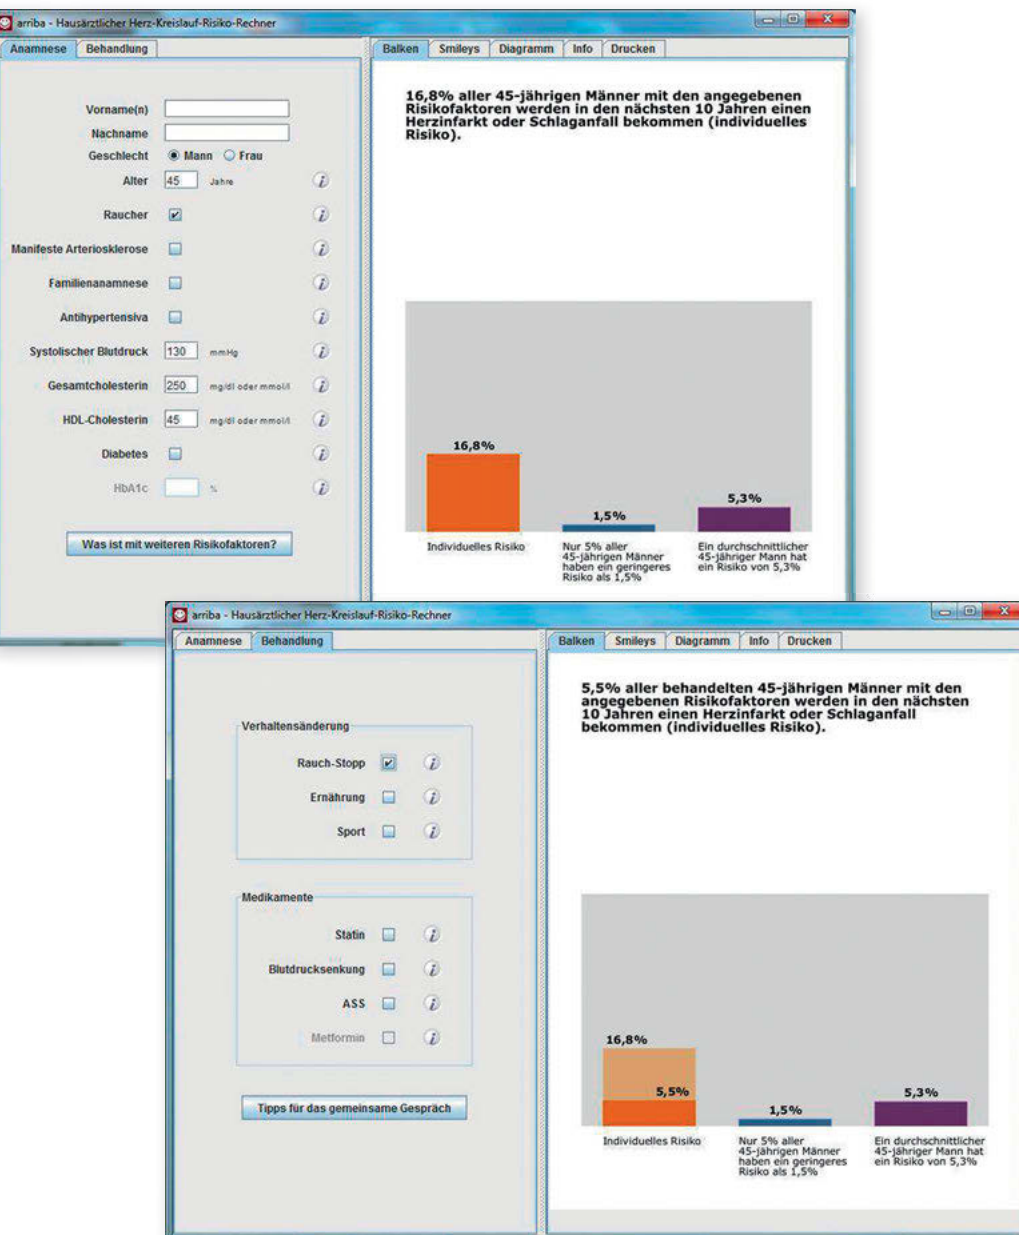 arriba - Hausärztlicher Herz-Kreislauf-Risiko-Rechner
Anamnese Behandlung
Vorname(n)
Nachname
Geschlecht Mann Frau
Alter 45 Jahre
Raucher
Manifeste Arteriosklerose
Familienanamnese
Antihypertensiva
Systolischer Blutdruck 130 mmHg
Gesamtcholesterin 250 mg/dl oder mmol/l
HDL-Cholesterin 45 mg/dl oder mmol/l
Diabetes
HbA1c %
Was ist mit weiteren Risikofaktoren?
Balken Smileys Diagramm Info Drucken
16,8% aller 45-jährigen Männer mit den angegebenen
Risikofaktoren werden in den nächsten 10 Jahren einen
Herzinfarkt oder Schlaganfall bekommen (individuelles
Risiko).
16,8%
1,5%
5,3%
Individuelles Risiko
Nur 5% aller
45-jährigen Männer
haben ein geringeres
Risiko als 1,5%
Ein durchschnittlicher
45-jähriger Mann hat
ein Risiko von 5,3%
arriba - Hausärztlicher Herz-Kreislauf-Risiko-Rechner
Anamnese Behandlung
Verhaltensänderung
Rauch-Stopp
Ernährung
Sport
Medikamente
Statin
Blutdrucksenkung
ASS
Metformin
Tipps für das gemeinsame Gespräch
Balken Smileys Diagramm Info Drucken
5,5% aller behandelten 45-jährigen Männer mit den
angegebenen Risikofaktoren werden in den nächsten
10 Jahren einen Herzinfarkt oder Schlaganfall
bekommen (individuelles Risiko).
16,8%
5,5%
1,5%
5,3%
Individuelles Risiko
Nur 5% aller
45-jährigen Männer
haben ein geringeres
Risiko als 1,5%
Ein durchschnittlicher
45-jähriger Mann hat
ein Risiko von 5,3%